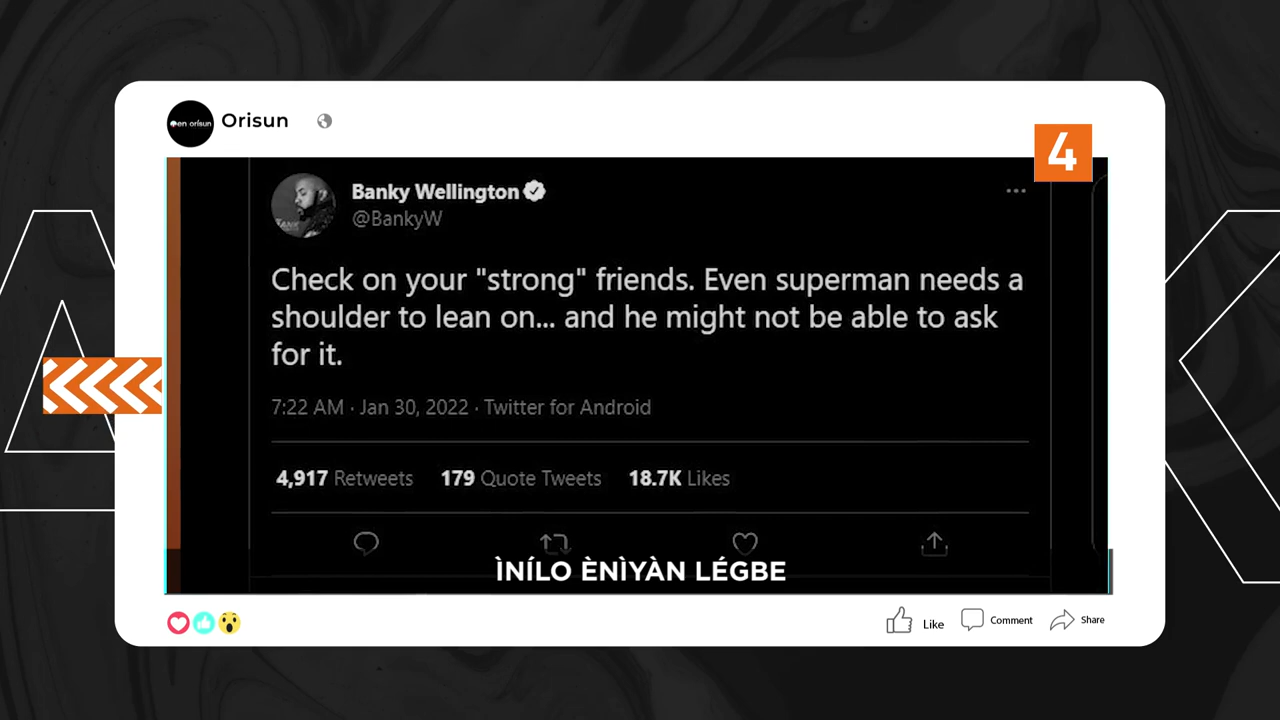 en orísun
Orisun
4
Banky Wellington
@BankyW
Check on your "strong" friends. Even superman needs a
shoulder to lean on... and he might not be able to ask
for it.
7:22 AM · Jan 30, 2022 · Twitter for Android
4,917 Retweets 179 Quote Tweets 18.7K Likes
ÌNÍLO ÈNÌYÀN LÉGBE
Like Comment Share